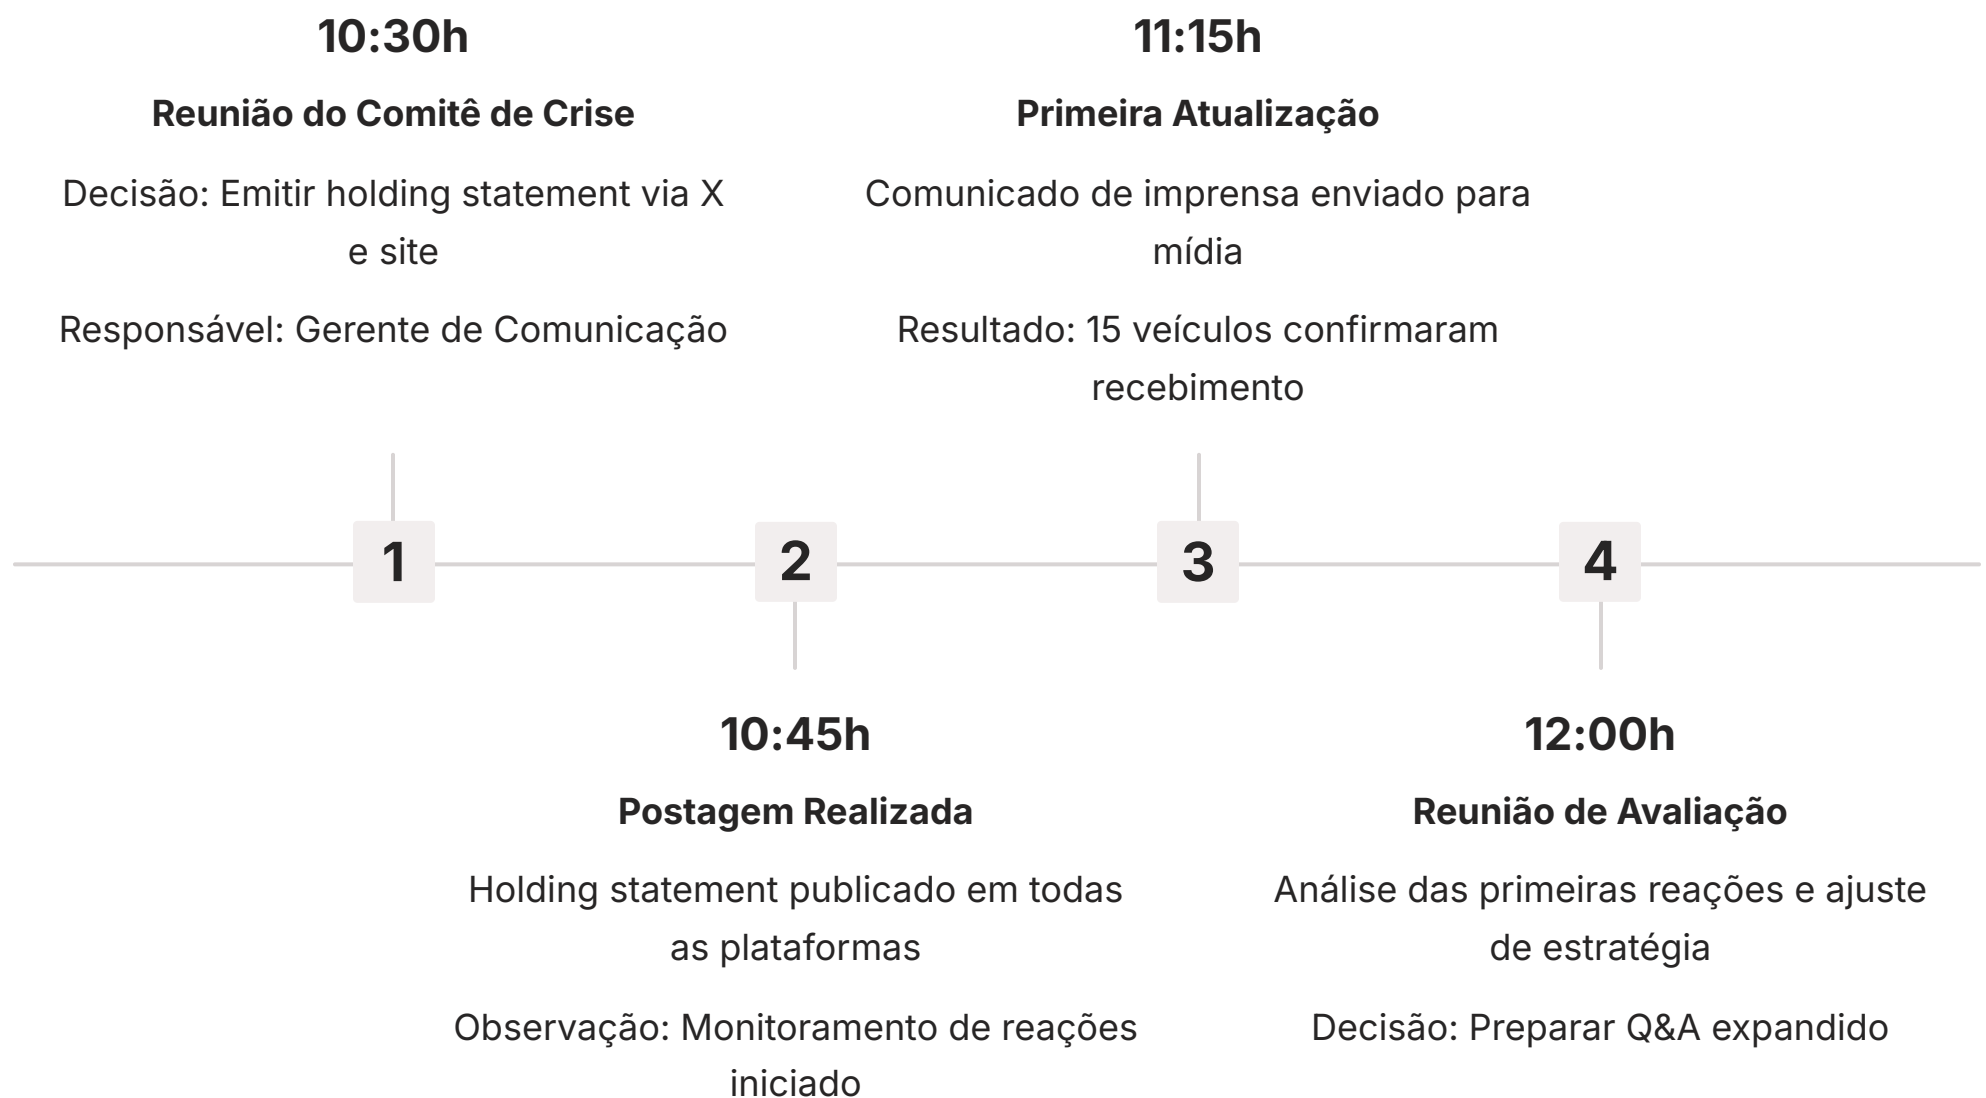 10:30h
Reunião do Comitê de Crise
Decisão: Emitir holding statement via X
e site
Responsável: Gerente de Comunicação
11:15h
Primeira Atualização
Comunicado de imprensa enviado para
mídia
Resultado: 15 veículos confirmaram
recebimento
1
2
3
4
10:45h
Postagem Realizada
Holding statement publicado em todas
as plataformas
Observação: Monitoramento de reações
iniciado
12:00h
Reunião de Avaliação
Análise das primeiras reações e ajuste
de estratégia
Decisão: Preparar Q&A expandido